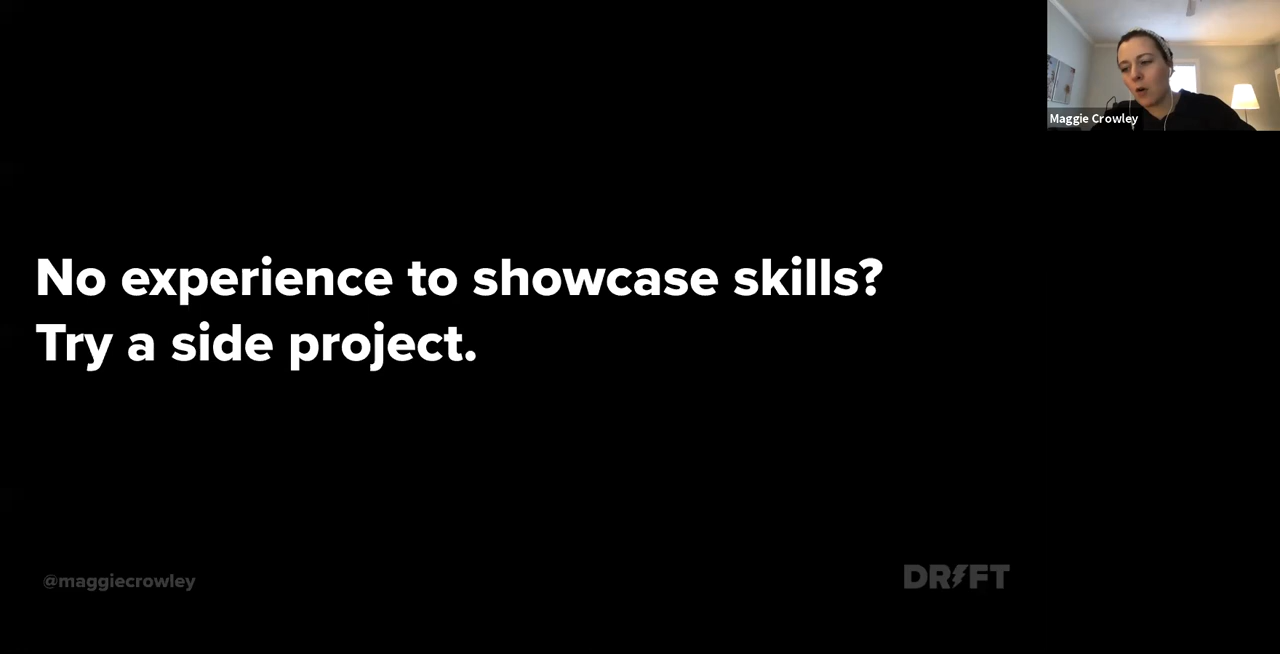 Maggie Crowley
No experience to showcase skills?
Try a side project.
@maggiecrowley
DRIFT